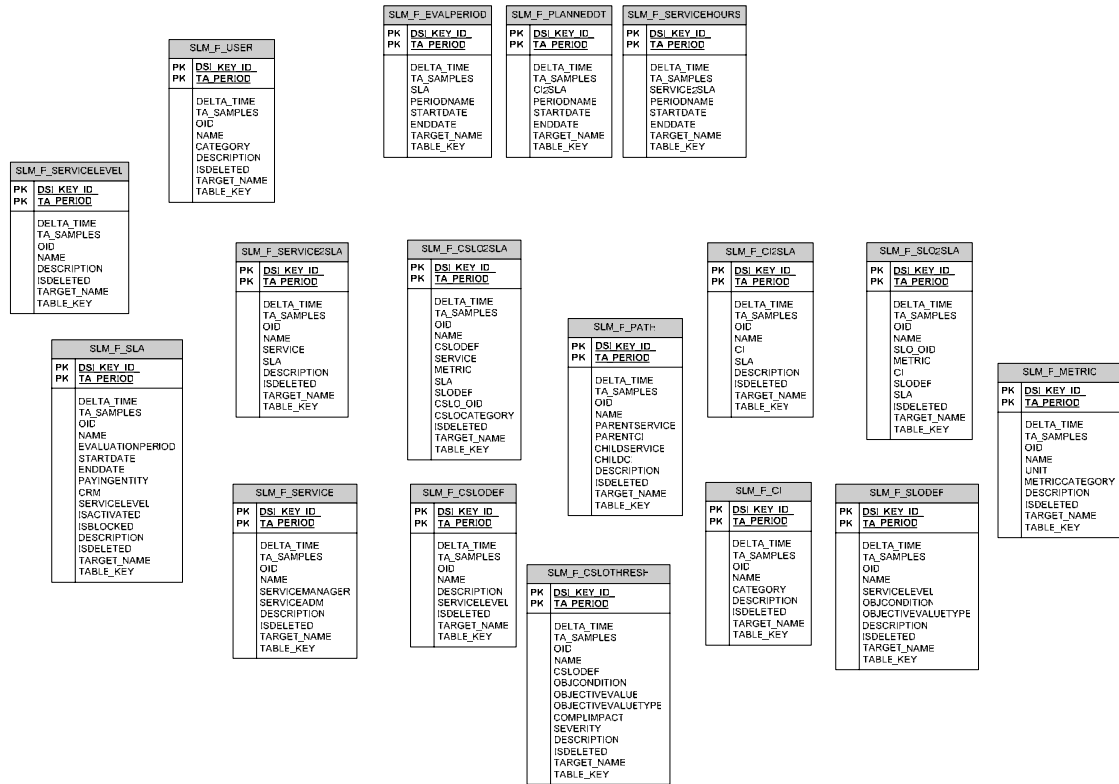 SLM_F_EVALPERIOD
PK DSI_KEY_ID_
PK TA_PERIOD
DELTA_TIME
TA_SAMPLES
SLA
PERIODNAME
STARTDATE
ENDDATE
TARGET_NAME
TABLE_KEY
SLM_F_PLANNEDDT
PK DSI_KEY_ID_
PK TA_PERIOD
DELTA_TIME
TA_SAMPLES
CI2SLA
PERIODNAME
STARTDATE
ENDDATE
TARGET_NAME
TABLE_KEY
SLM_F_SERVICEHOURS
PK DSI_KEY_ID_
PK TA_PERIOD
DELTA_TIME
TA_SAMPLES
SERVICE2SLA
PERIODNAME
STARTDATE
ENDDATE
TARGET_NAME
TABLE_KEY
SLM_F_USER
PK DSI_KEY_ID_
PK TA_PERIOD
DELTA_TIME
TA_SAMPLES
OID
NAME
CATEGORY
DESCRIPTION
ISDELETED
TARGET_NAME
TABLE_KEY
SLM_F_SERVICELEVEL
PK DSI_KEY_ID_
PK TA_PERIOD
DELTA_TIME
TA_SAMPLES
OID
NAME
DESCRIPTION
ISDELETED
TARGET_NAME
TABLE_KEY
SLM_F_SERVICE2SLA
PK DSI_KEY_ID_
PK TA_PERIOD
DELTA_TIME
TA_SAMPLES
OID
NAME
SERVICE
SLA
DESCRIPTION
ISDELETED
TARGET_NAME
TABLE_KEY
SLM_F_CSLO2SLA
PK DSI_KEY_ID_
PK TA_PERIOD
DELTA_TIME
TA_SAMPLES
OID
NAME
CSLODEF
SERVICE
METRIC
SLA
SLODEF
CSLO_OID
CSLOCATEGORY
ISDELETED
TARGET_NAME
TABLE_KEY
SLM_F_CI2SLA
PK DSI_KEY_ID_
PK TA_PERIOD
DELTA_TIME
TA_SAMPLES
OID
NAME
CI
SLA
DESCRIPTION
ISDELETED
TARGET_NAME
TABLE_KEY
SLM_F_SLO2SLA
PK DSI_KEY_ID_
PK TA_PERIOD
DELTA_TIME
TA_SAMPLES
OID
NAME
SLO_OID
METRIC
CI
SLODEF
SLA
ISDELETED
TARGET_NAME
TABLE_KEY
SLM_F_PATH
PK DSI_KEY_ID_
PK TA_PERIOD
DELTA_TIME
TA_SAMPLES
OID
NAME
PARENTSERVICE
PARENTCI
CHILDSERVICE
CHILDCI
DESCRIPTION
ISDELETED
TARGET_NAME
TABLE_KEY
SLM_F_SLA
PK DSI_KEY_ID_
PK TA_PERIOD
DELTA_TIME
TA_SAMPLES
OID
NAME
EVALUATIONPERIOD
STARTDATE
ENDDATE
PAYINGENTITY
CRM
SERVICELEVEL
ISACTIVATED
ISBLOCKED
DESCRIPTION
ISDELETED
TARGET_NAME
TABLE_KEY
SLM_F_METRIC
PK DSI_KEY_ID_
PK TA_PERIOD
DELTA_TIME
TA_SAMPLES
OID
NAME
UNIT
METRICCATEGORY
DESCRIPTION
ISDELETED
TARGET_NAME
TABLE_KEY
SLM_F_SERVICE
PK DSI_KEY_ID_
PK TA_PERIOD
DELTA_TIME
TA_SAMPLES
OID
NAME
SERVICEMANAGER
SERVICEADM
DESCRIPTION
ISDELETED
TARGET_NAME
TABLE_KEY
SLM_F_CSLODEF
PK DSI_KEY_ID_
PK TA_PERIOD
DELTA_TIME
TA_SAMPLES
OID
NAME
DESCRIPTION
SERVICELEVEL
ISDELETED
TARGET_NAME
TABLE_KEY
SLM_F_CI
PK DSI_KEY_ID_
PK TA_PERIOD
DELTA_TIME
TA_SAMPLES
OID
NAME
CATEGORY
DESCRIPTION
ISDELETED
TARGET_NAME
TABLE_KEY
SLM_F_SLODEF
PK DSI_KEY_ID_
PK TA_PERIOD
DELTA_TIME
TA_SAMPLES
OID
NAME
SERVICELEVEL
OBJCONDITION
OBJECTIVEVALUETYPE
DESCRIPTION
ISDELETED
TARGET_NAME
TABLE_KEY
SLM_F_CSLOTHRESH
PK DSI_KEY_ID_
PK TA_PERIOD
DELTA_TIME
TA_SAMPLES
OID
NAME
CSLODEF
OBJCONDITION
OBJECTIVEVALUE
OBJECTIVEVALUETYPE
COMPLIMPACT
SEVERITY
DESCRIPTION
ISDELETED
TARGET_NAME
TABLE_KEY